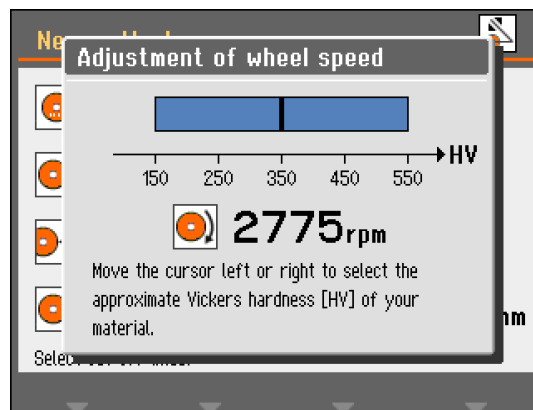 Adjustment of wheel speed
HV
150 250 350 450 550
2775rpm
Move the cursor left or right to select the
approximate Vickers hardness [HV] of your
material.